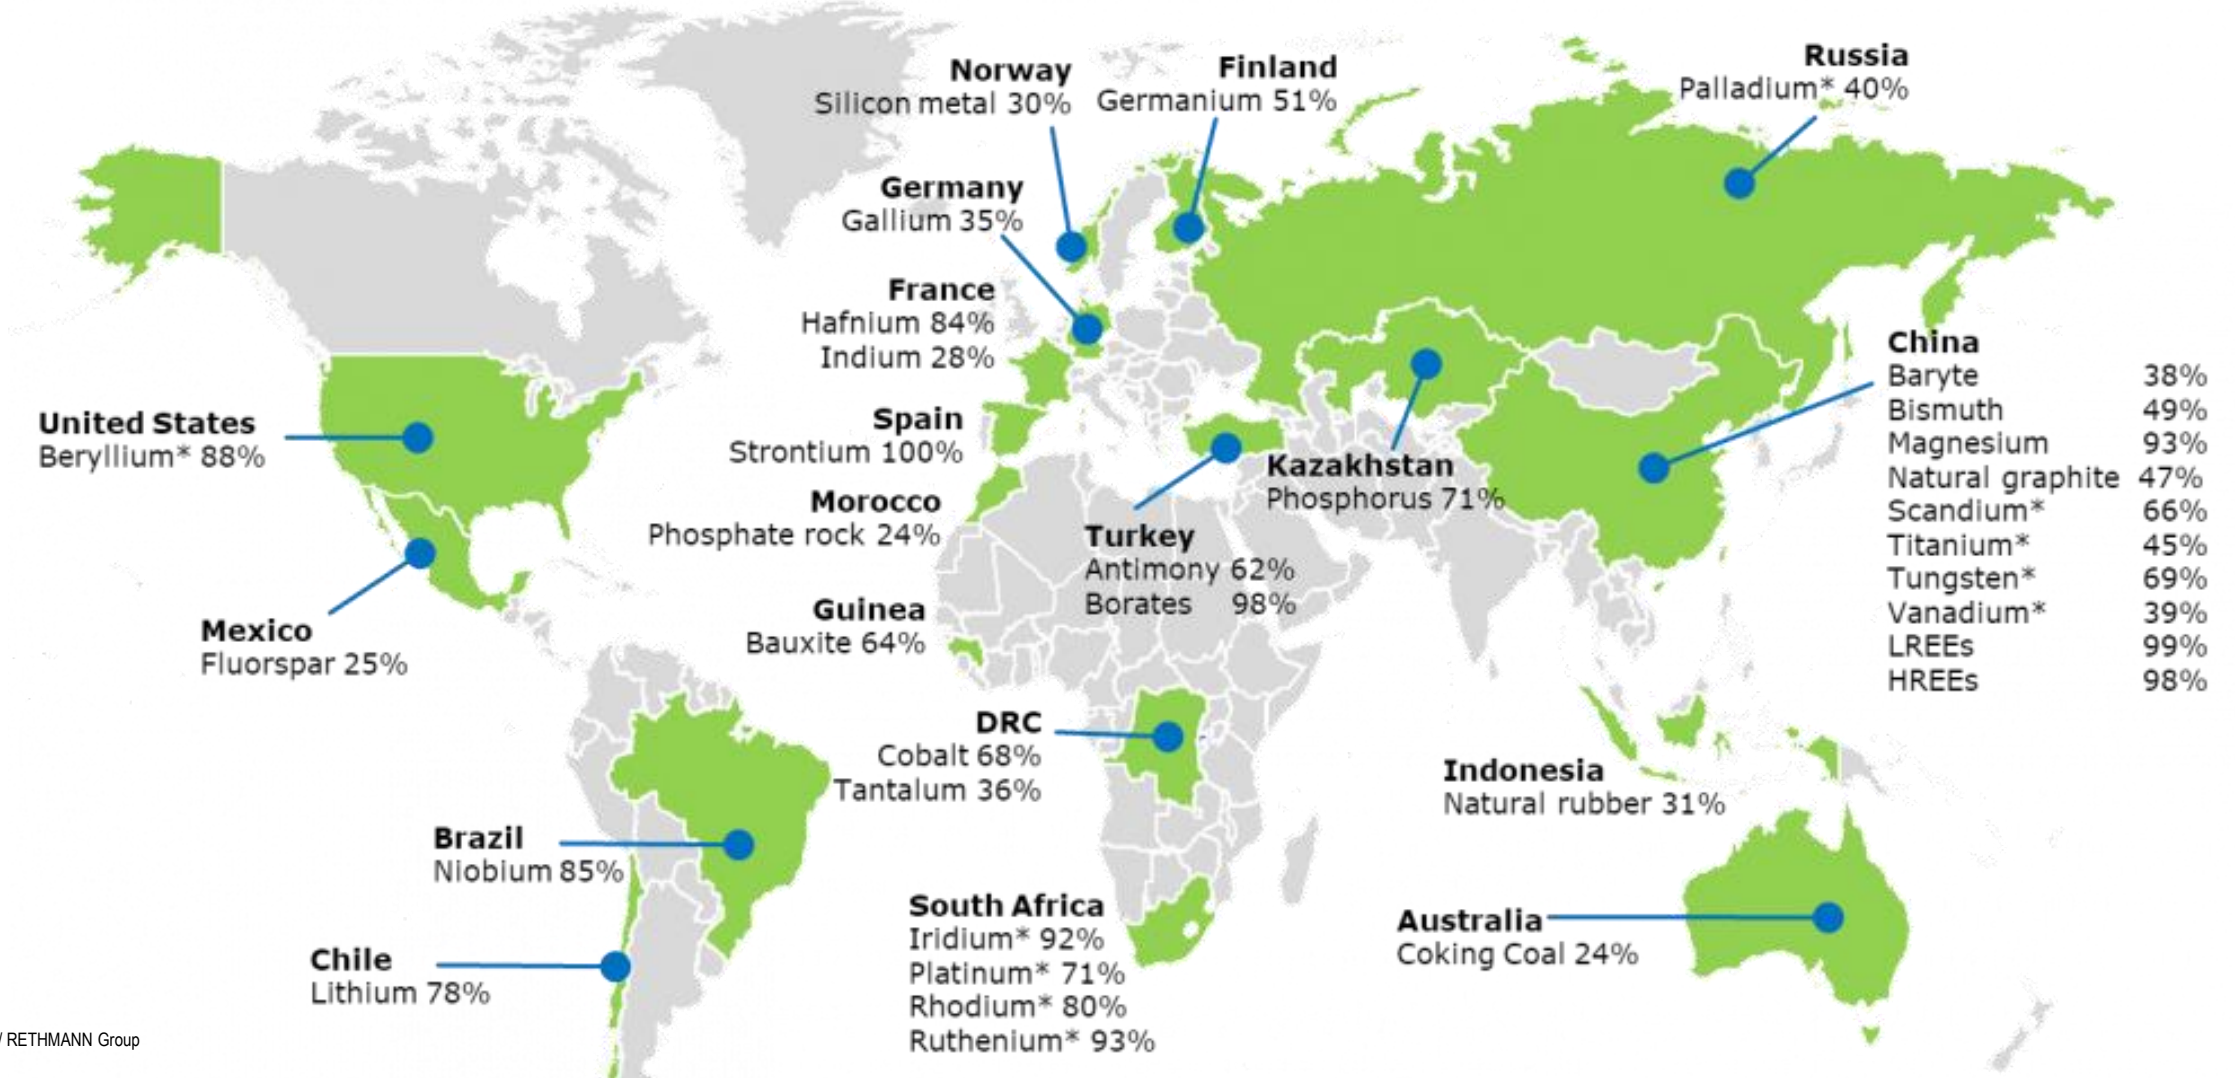 Norway
Silicon metal 30%
Finland
Germanium 51%
Russia
Palladium* 40%
Germany
Gallium 35%
France
Hafnium 84%
Indium 28%
China
Baryte 38%
Bismuth 49%
Magnesium 93%
Natural graphite 47%
Scandium* 66%
Titanium* 45%
Tungsten* 69%
Vanadium* 39%
LREEs 99%
HREEs 98%
United States
Beryllium* 88%
Spain
Strontium 100%
Kazakhstan
Phosphorus 71%
Morocco
Phosphate rock 24%
Turkey
Antimony 62%
Borates 98%
Mexico
Fluorspar 25%
Guinea
Bauxite 64%
DRC
Cobalt 68%
Tantalum 36%
Indonesia
Natural rubber 31%
Brazil
Niobium 85%
South Africa
Iridium* 92%
Platinum* 71%
Rhodium* 80%
Ruthenium* 93%
Australia
Coking Coal 24%
Chile
Lithium 78%
/ RETHMANN Group